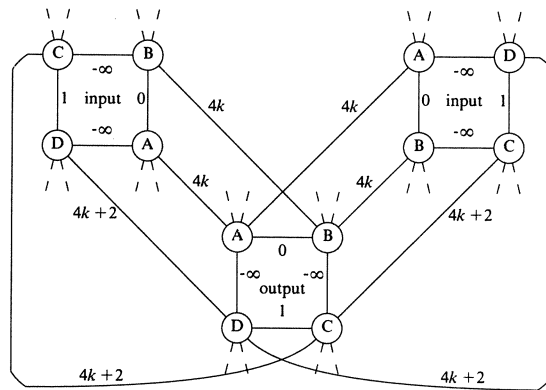 C B A D
-∞ -∞
1 input 0 4k 4k 0 input 1
-∞ -∞
D A B C
4k 4k
4k + 2 A B 4k + 2
0
-∞ -∞
output
1
D C
4k + 2 4k + 2